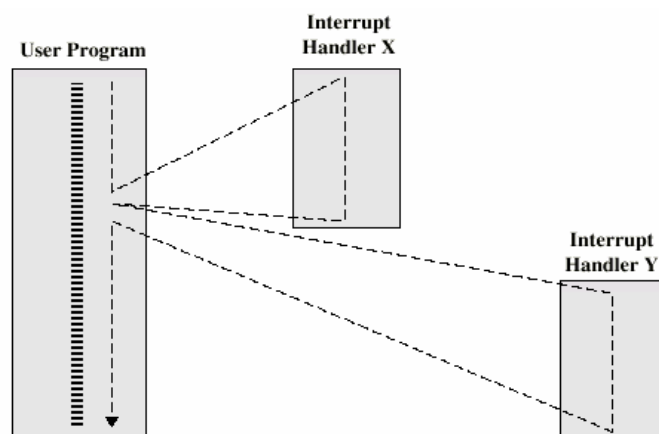 User Program
Interrupt
Handler X
Interrupt
Handler Y